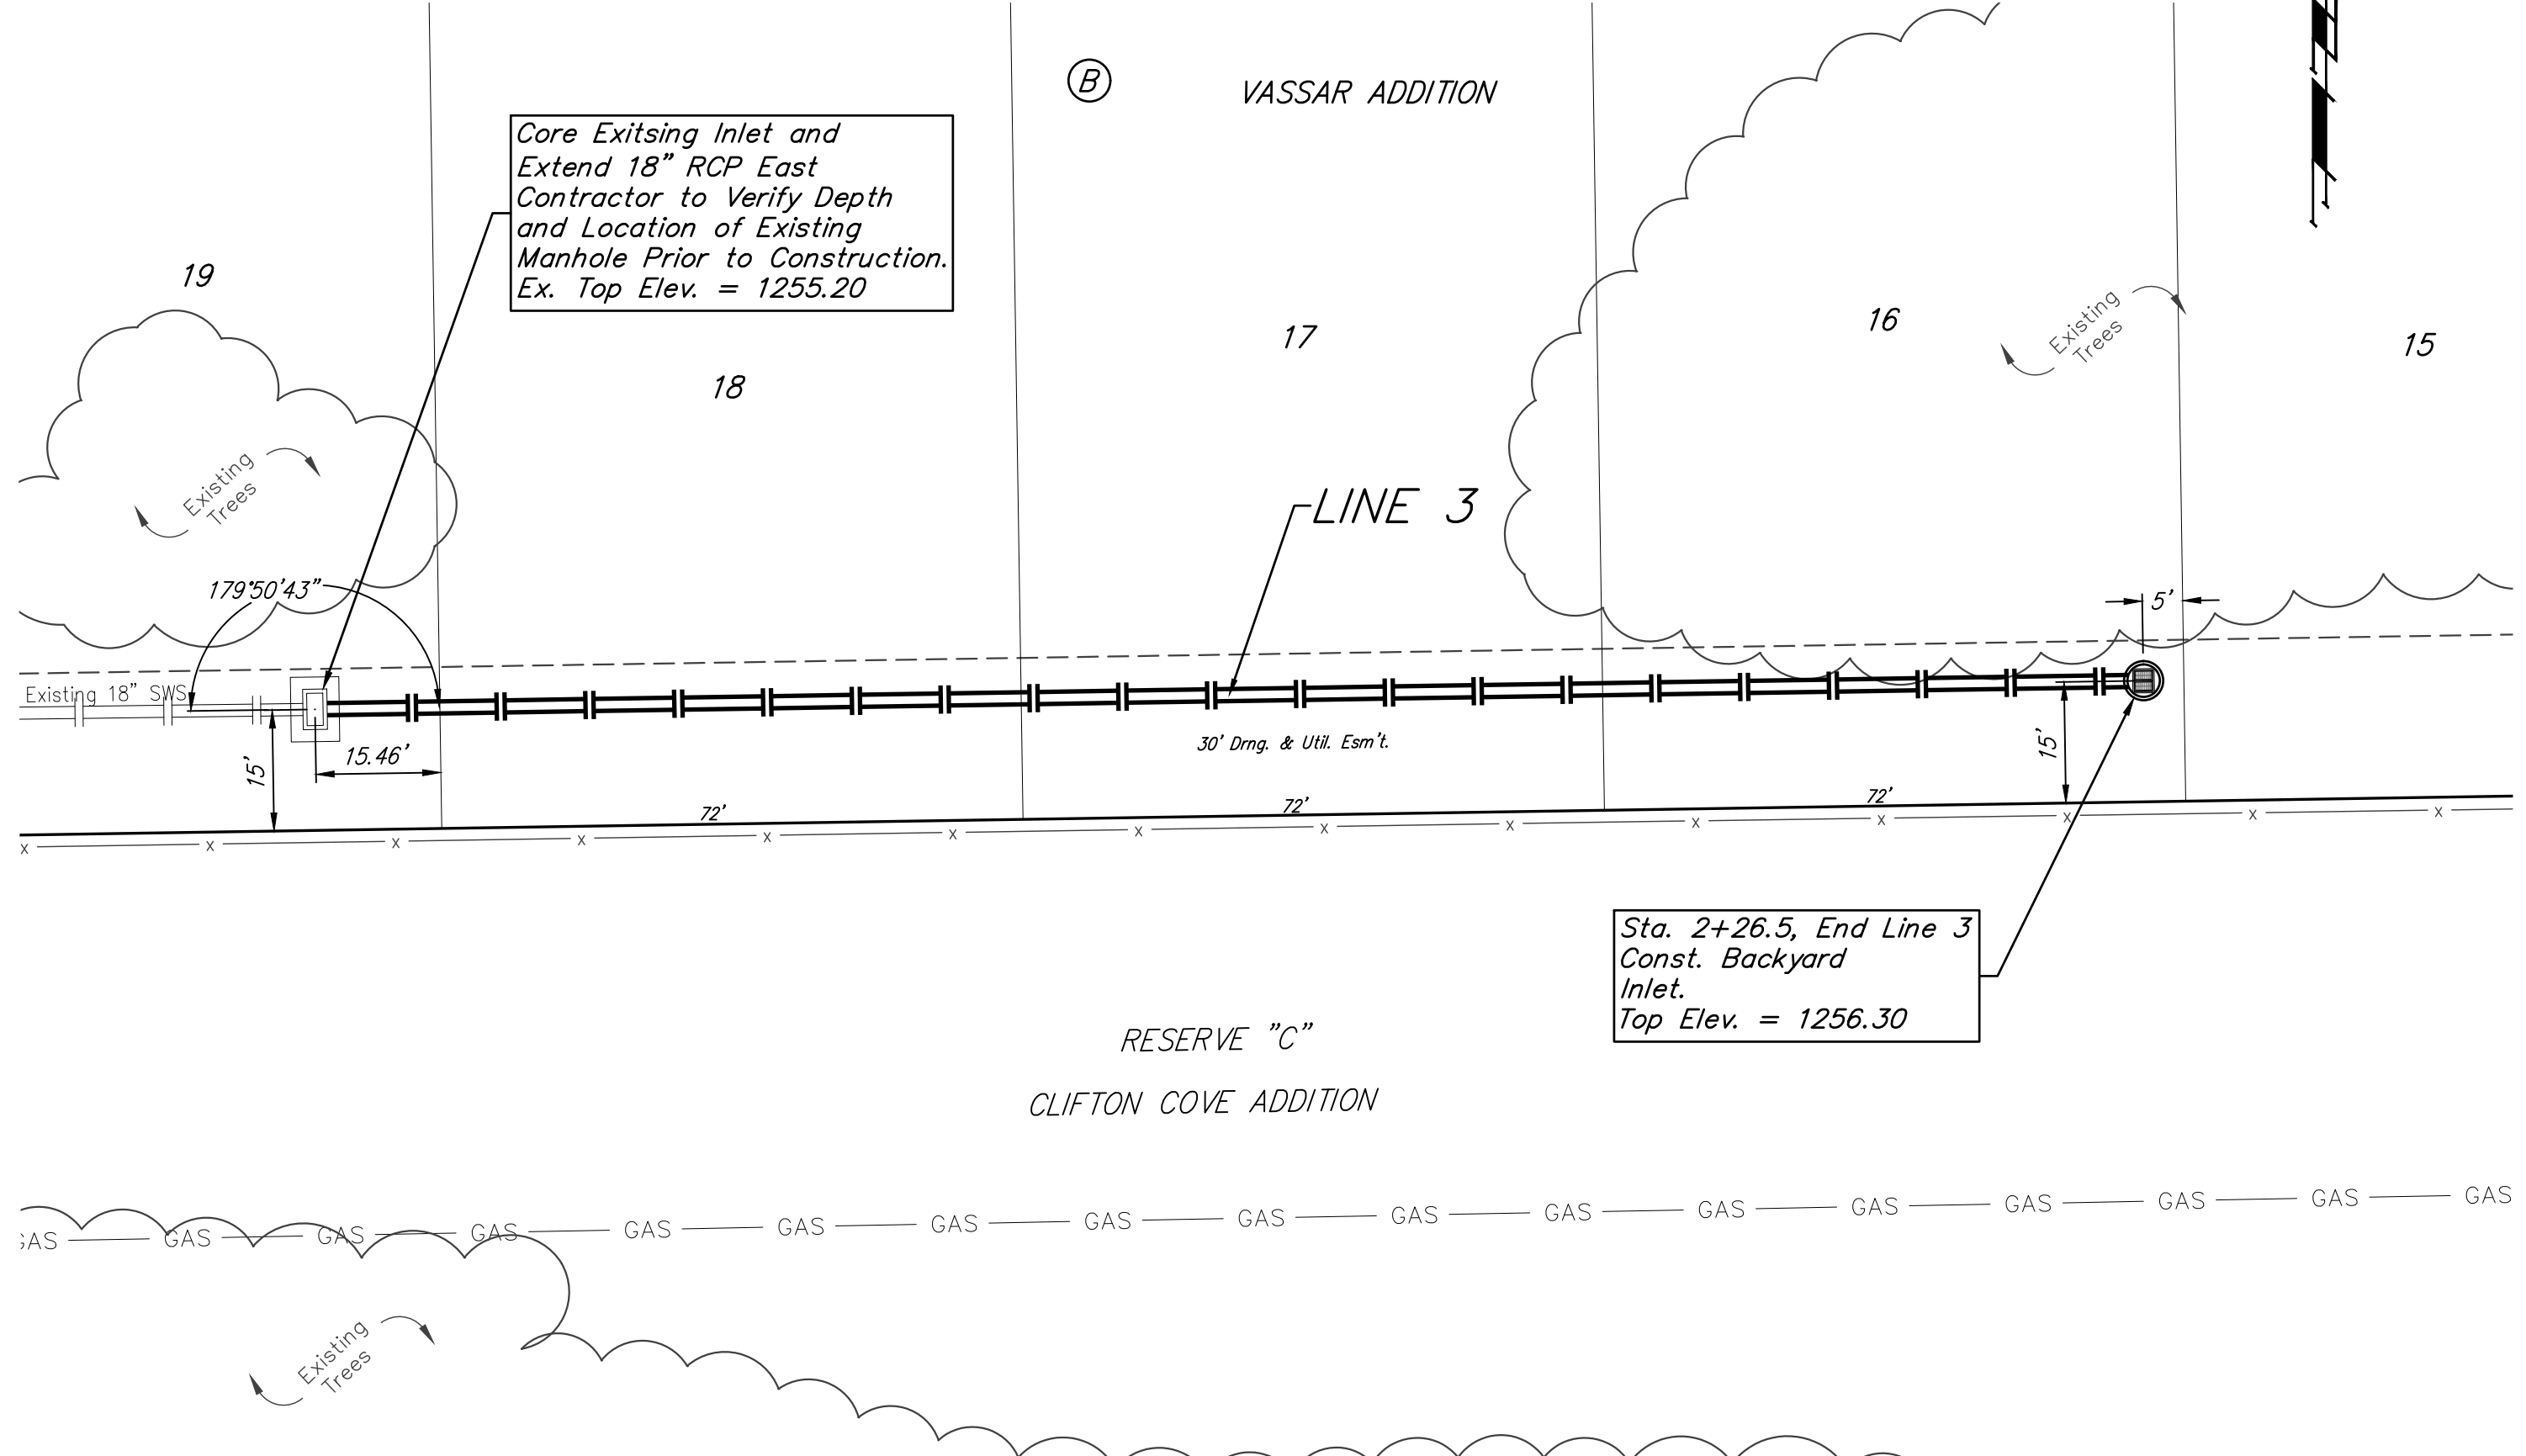 B
VASSAR ADDITION
Core Exitsing Inlet and
Extend 18" RCP East
Contractor to Verify Depth
and Location of Existing
Manhole Prior to Construction.
Ex. Top Elev. = 1255.20
19
18
17
16
15
Existing
Trees
Existing
Trees
LINE 3
179°50'43"
5'
Existing 18" SWS
15'
15.46'
30' Drng. & Util. Esm't.
15'
72'
72'
72'
x x x x x x x x x x x x x x
Sta. 2+26.5, End Line 3
Const. Backyard
Inlet.
Top Elev. = 1256.30
RESERVE "C"
CLIFTON COVE ADDITION
GAS GAS GAS GAS GAS GAS GAS GAS GAS GAS GAS GAS GAS GAS GAS GAS GAS
Existing
Trees